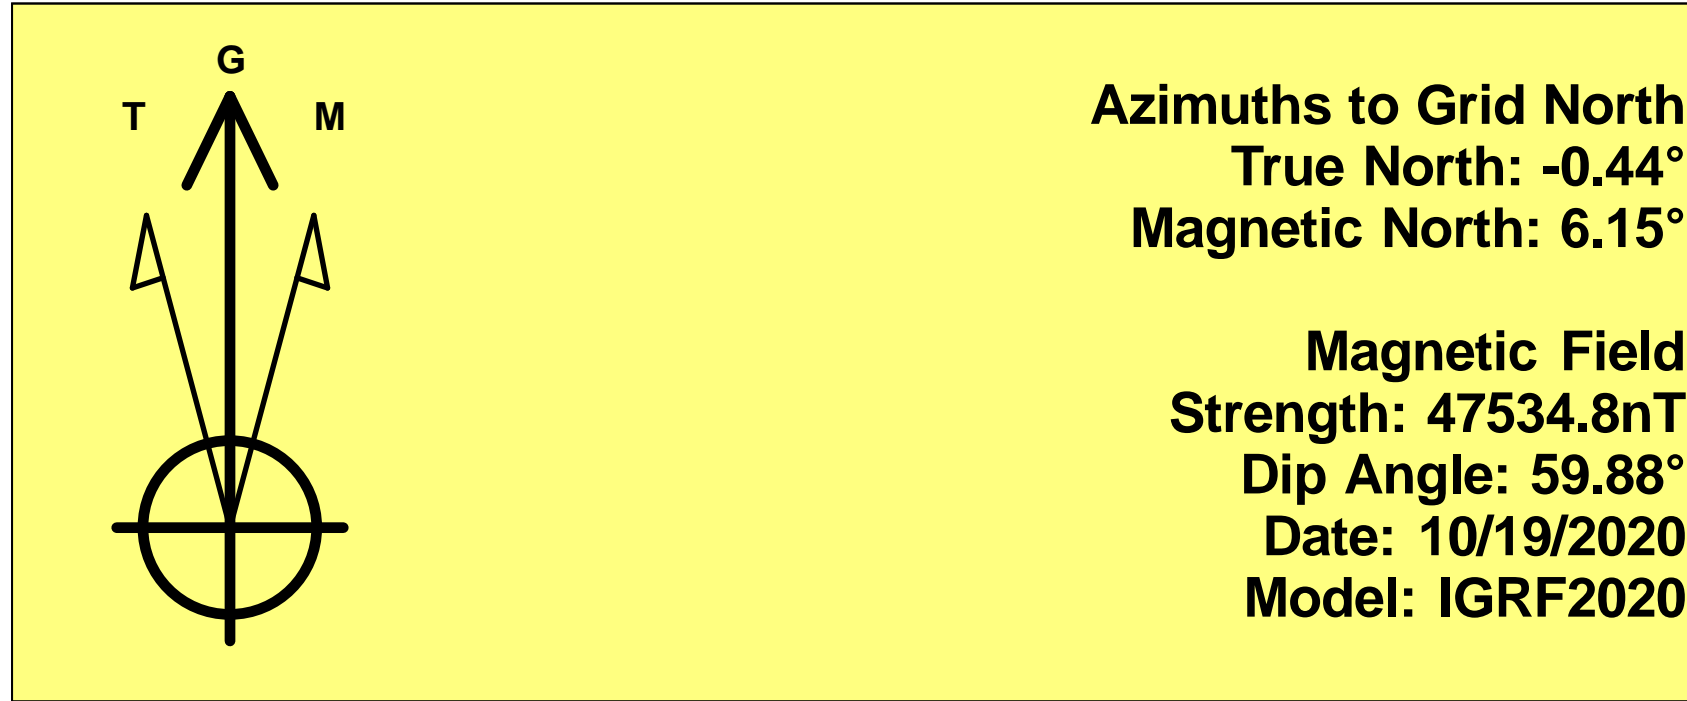 G
T M
Azimuths to Grid North
True North: -0.44°
Magnetic North: 6.15°
Magnetic Field
Strength: 47534.8nT
Dip Angle: 59.88°
Date: 10/19/2020
Model: IGRF2020